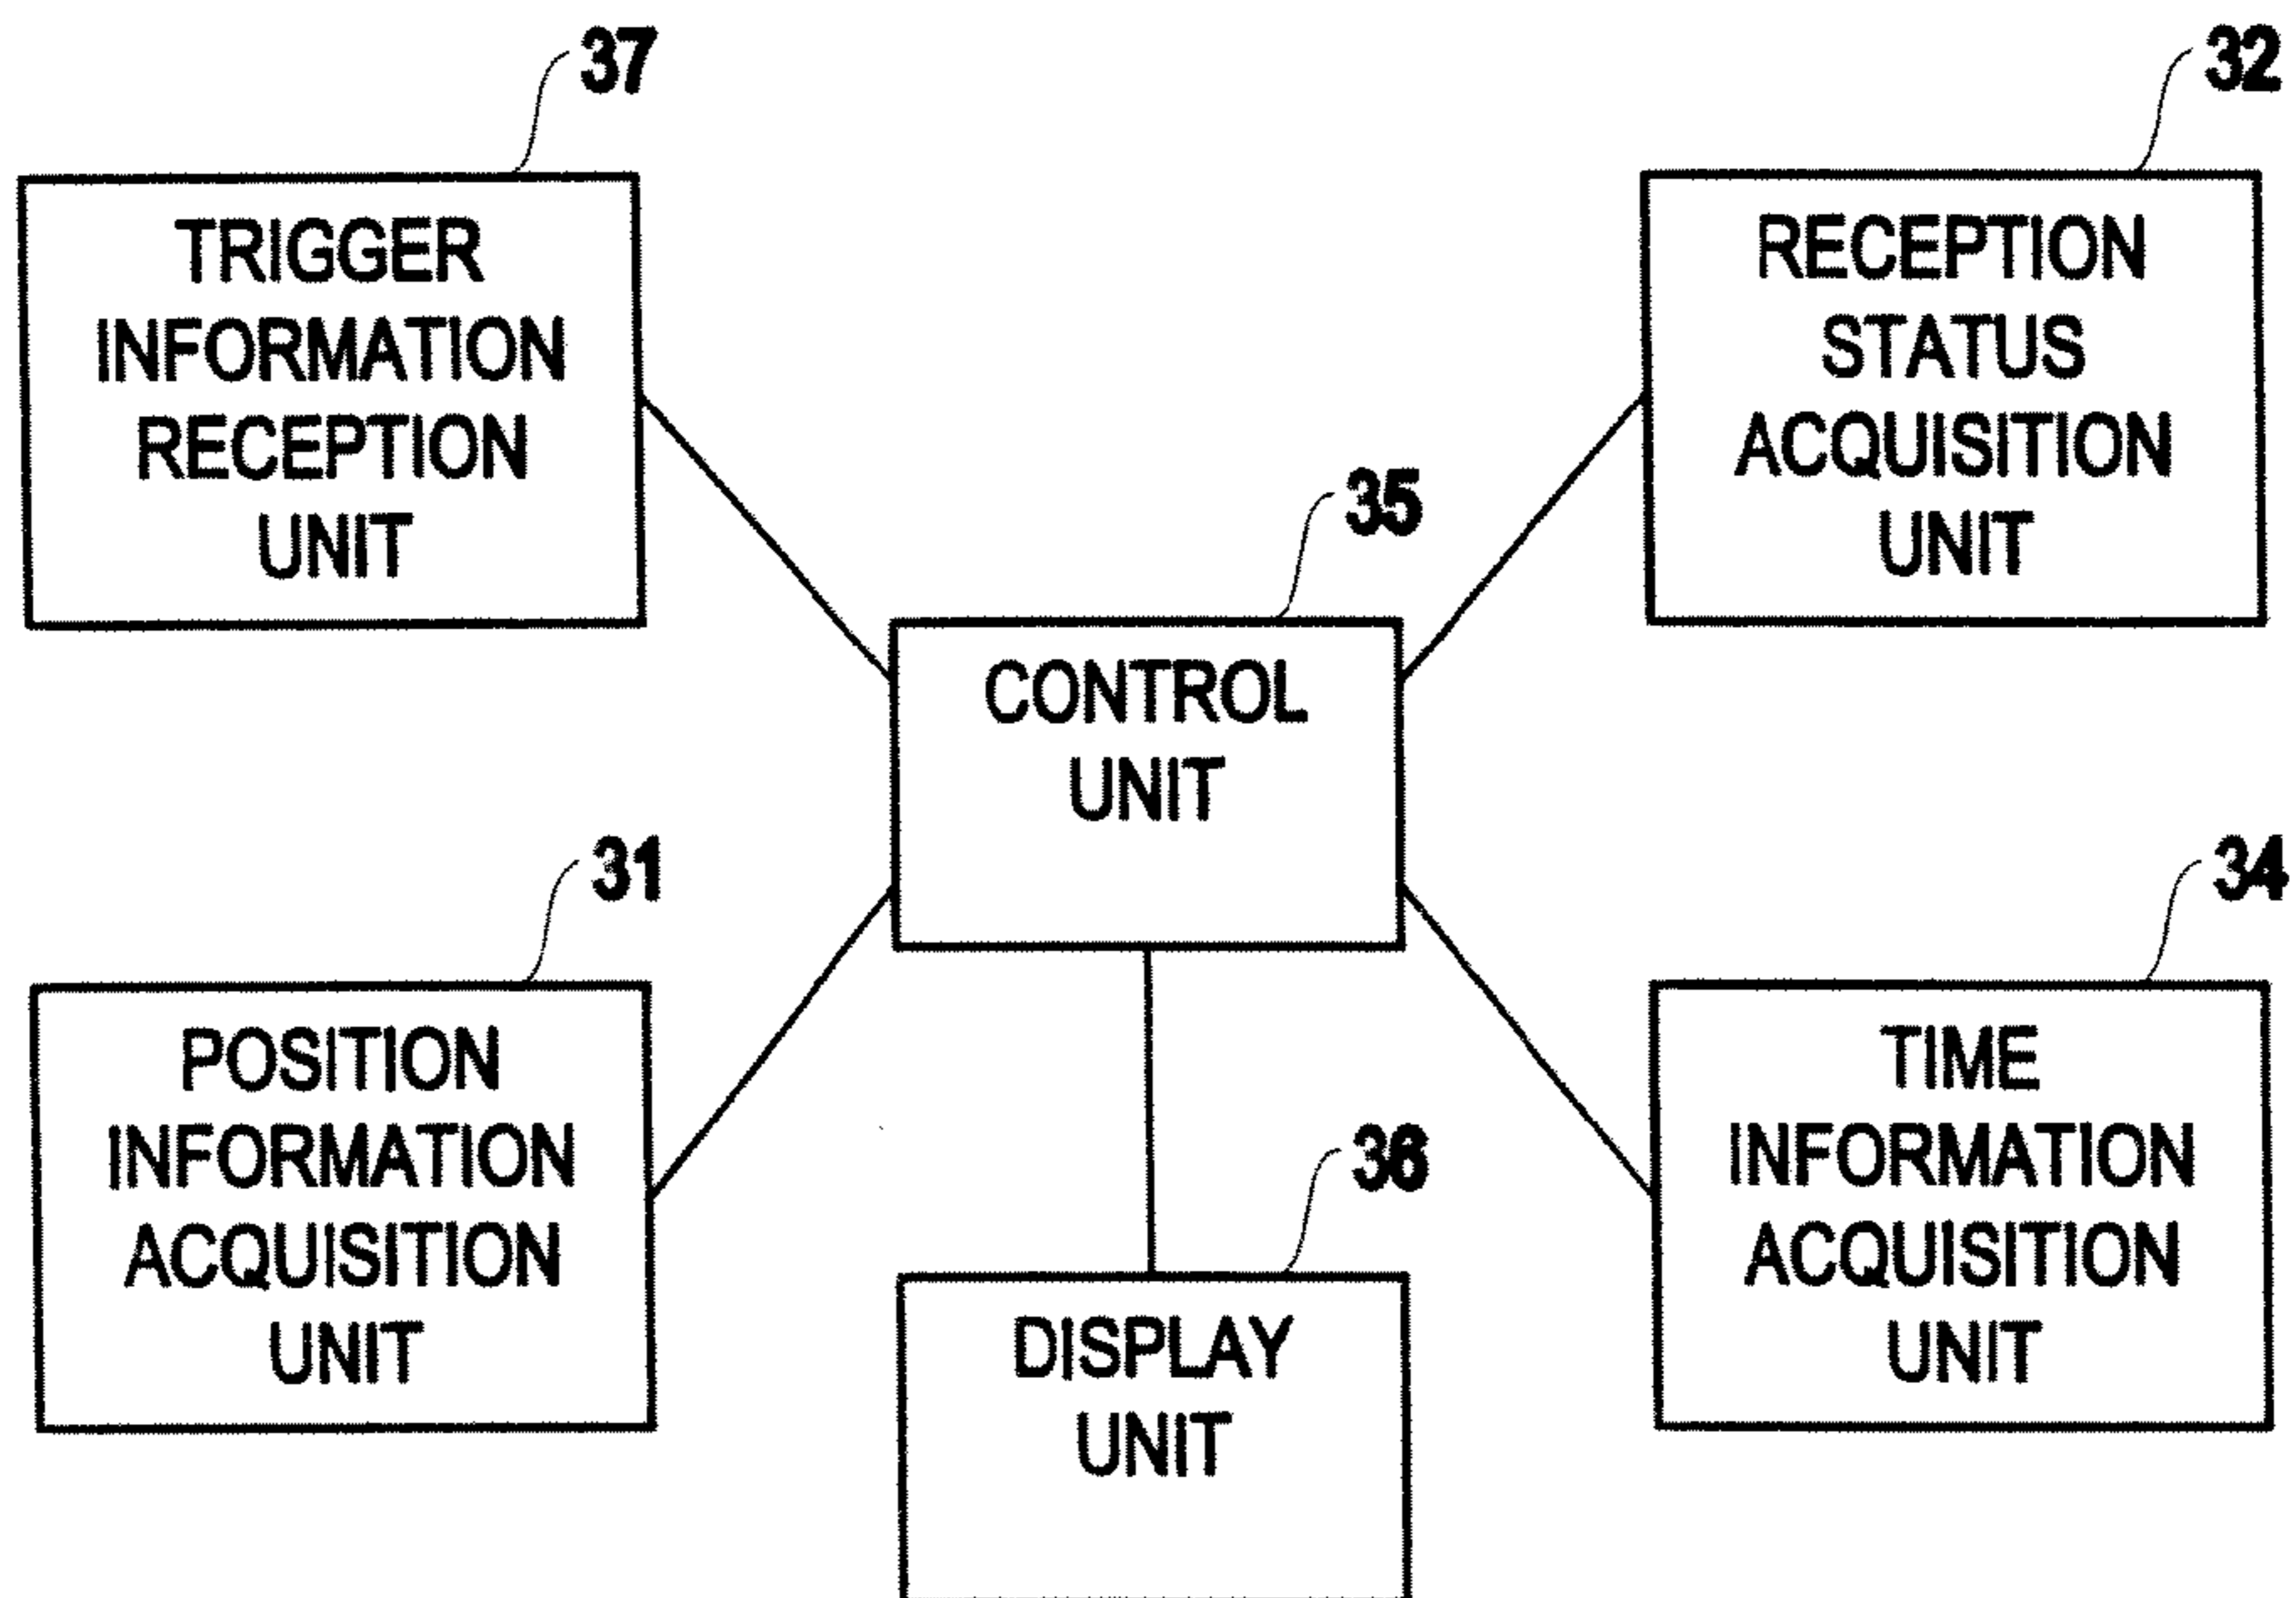 37
TRIGGER
INFORMATION
RECEPTION
UNIT
32
RECEPTION
STATUS
ACQUISITION
UNIT
35
CONTROL
UNIT
31
POSITION
INFORMATION
ACQUISITION
UNIT
36
DISPLAY
UNIT
34
TIME
INFORMATION
ACQUISITION
UNIT